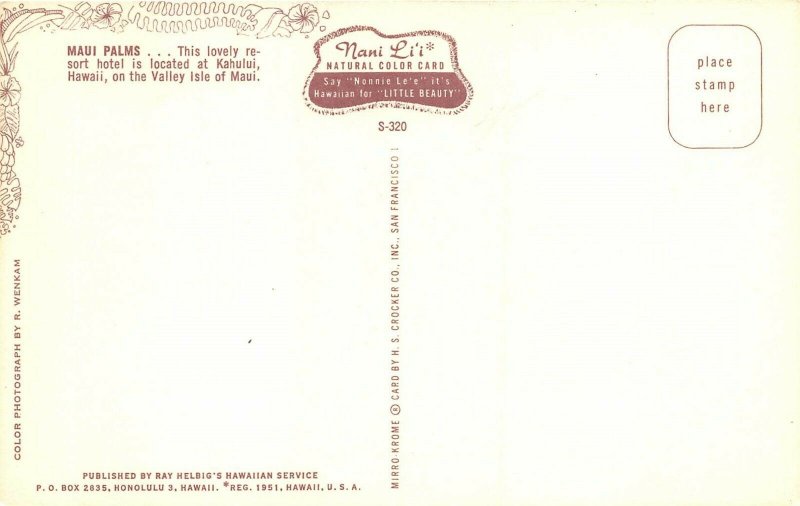 MAUI PALMS . . . This lovely re-
sort hotel is located at Kahului,
Hawaii, on the Valley Isle of Maui.
Nani Li'i*
NATURAL COLOR CARD
Say "Nonnie Le'e" it's
Hawaiian for "LITTLE BEAUTY"
S-320
place
stamp
here
COLOR PHOTOGRAPH BY R. WENKAM
MIRRO-KROME ® CARD BY H. S. CROCKER CO., INC., SAN FRANCISCO
PUBLISHED BY RAY HELBIG'S HAWAIIAN SERVICE
P. O. BOX 2835, HONOLULU 3, HAWAII. *REG. 1951, HAWAII, U. S. A.